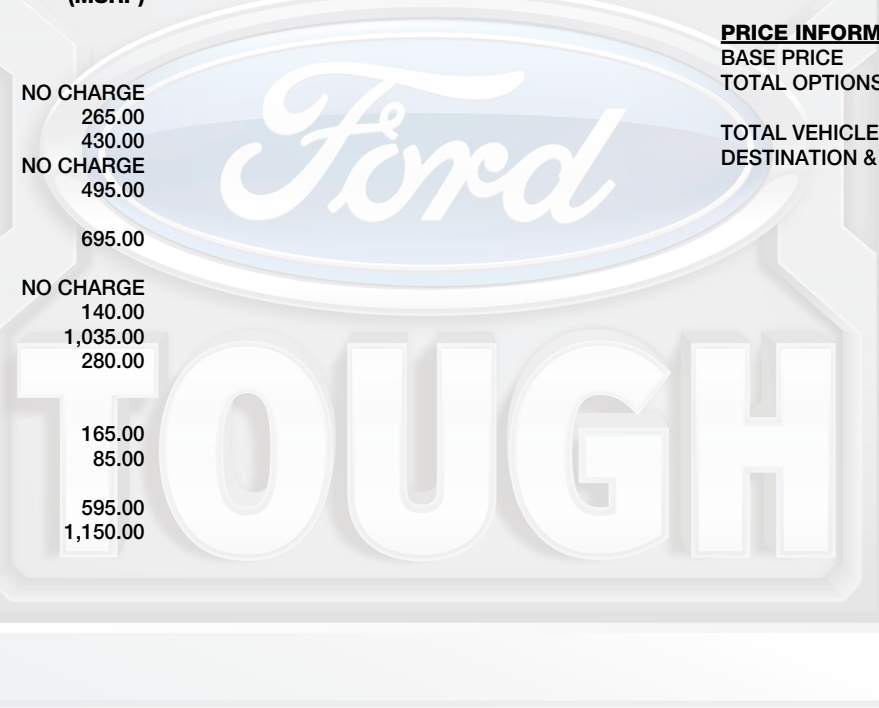 (MSRP)
NO CHARGE
265.00
430.00
NO CHARGE
495.00
695.00
NO CHARGE
140.00
1,035.00
280.00
165.00
85.00
595.00
1,150.00
PRICE INFORM
BASE PRICE
TOTAL OPTIONS
TOTAL VEHICLE
DESTINATION &
Ford
TOUGH